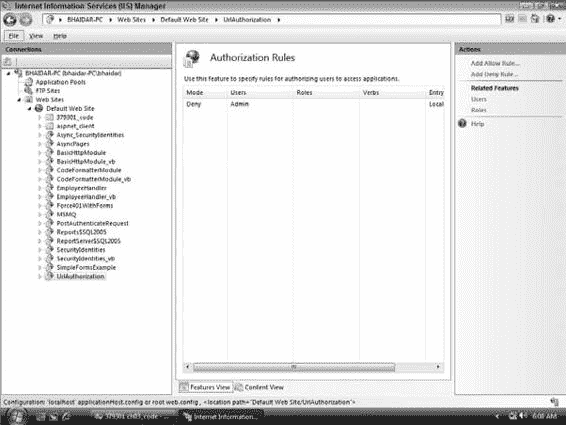 Internet Information Services (IIS) Manager
BHAIDAR-PC ▸ Web Sites ▸ Default Web Site ▸ UrlAuthorization ▸
File View Help
Connections
BHAIDAR-PC (bhaidar-PC\bhaidar)
Application Pools
FTP Sites
Web Sites
Default Web Site
379301_code
aspnet_client
Async_SecurityIdentities
AsyncPages
BasicHttpModule
BasicHttpModule_vb
CodeFormatterModule
CodeFormatterModule_vb
EmployeeHandler
EmployeeHandler_vb
Force401WithForms
MSMQ
PostAuthenticateRequest
Reports$SQL2005
ReportServer$SQL2005
SecurityIdentities
SecurityIdentities_vb
SimpleFormsExample
UrlAuthorization
Authorization Rules
Use this feature to specify rules for authorizing users to access applications.
Mode Users Roles Verbs Entry
Deny Admin Local
Features View Content View
Actions
Add Allow Rule...
Add Deny Rule...
Related Features
Users
Roles
Help
Configuration: 'localhost' applicationHost.config or root web.config, <location path="Default Web Site/UrlAuthorization">
379301 ch03_code - ... Internet Information... 6:08 AM